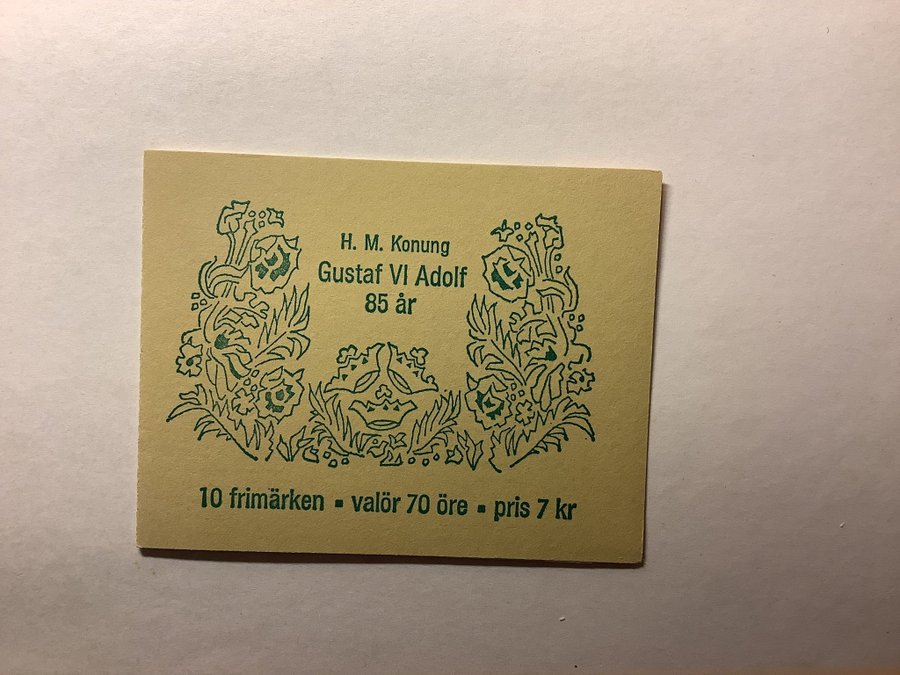 H. M. Konung
Gustaf VI Adolf
85 år
10 frimärken ▪ valör 70 öre ▪ pris 7 kr